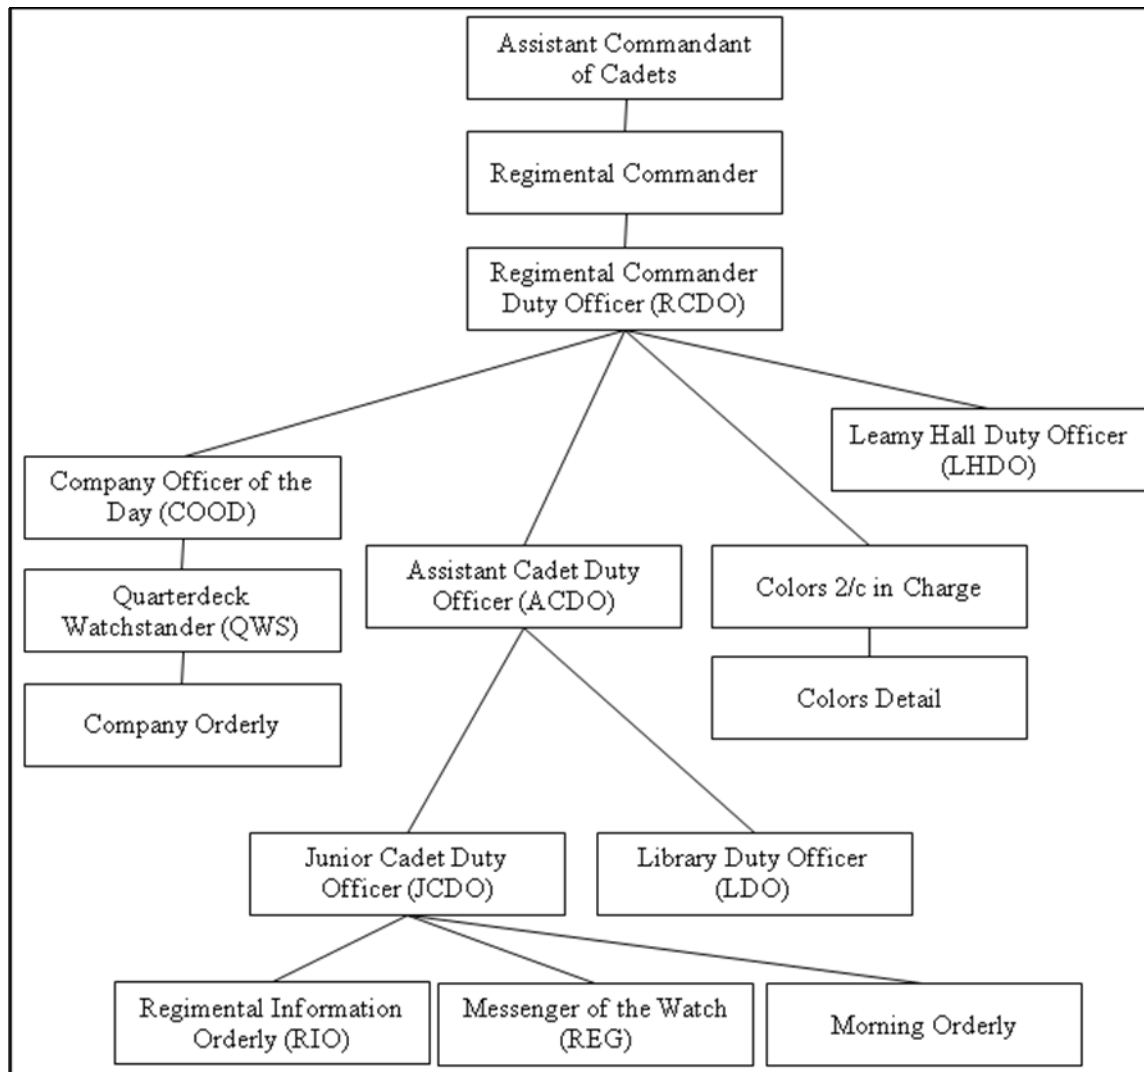 Assistant Commandant
of Cadets
Regimental Commander
Regimental Commander
Duty Officer (RCDO)
Leamy Hall Duty Officer
(LHDO)
Company Officer of the
Day (COOD)
Assistant Cadet Duty
Officer (ACDO)
Colors 2/c in Charge
Quarterdeck
Watchstander (QWS)
Colors Detail
Company Orderly
Junior Cadet Duty
Officer (JCDO)
Library Duty Officer
(LDO)
Regimental Information
Orderly (RIO)
Messenger of the Watch
(REG)
Morning Orderly